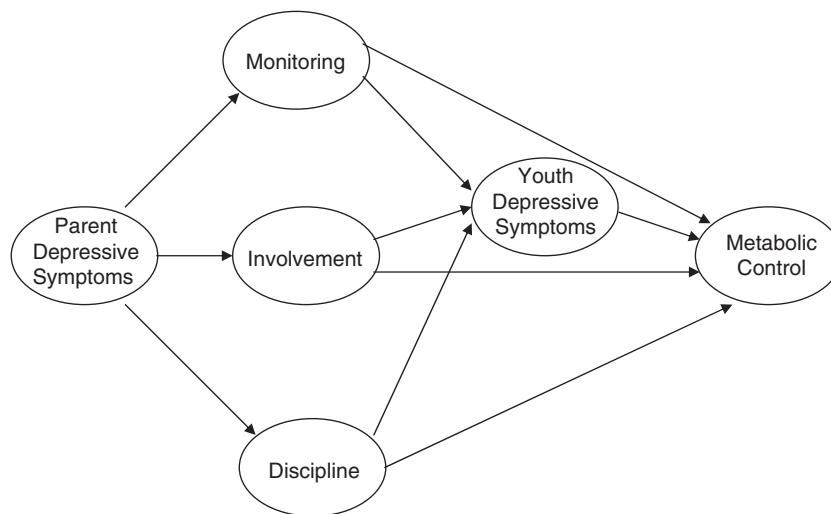 Monitoring
Youth
Depressive
Symptoms
Parent
Depressive
Symptoms
Involvement
Metabolic
Control
Discipline